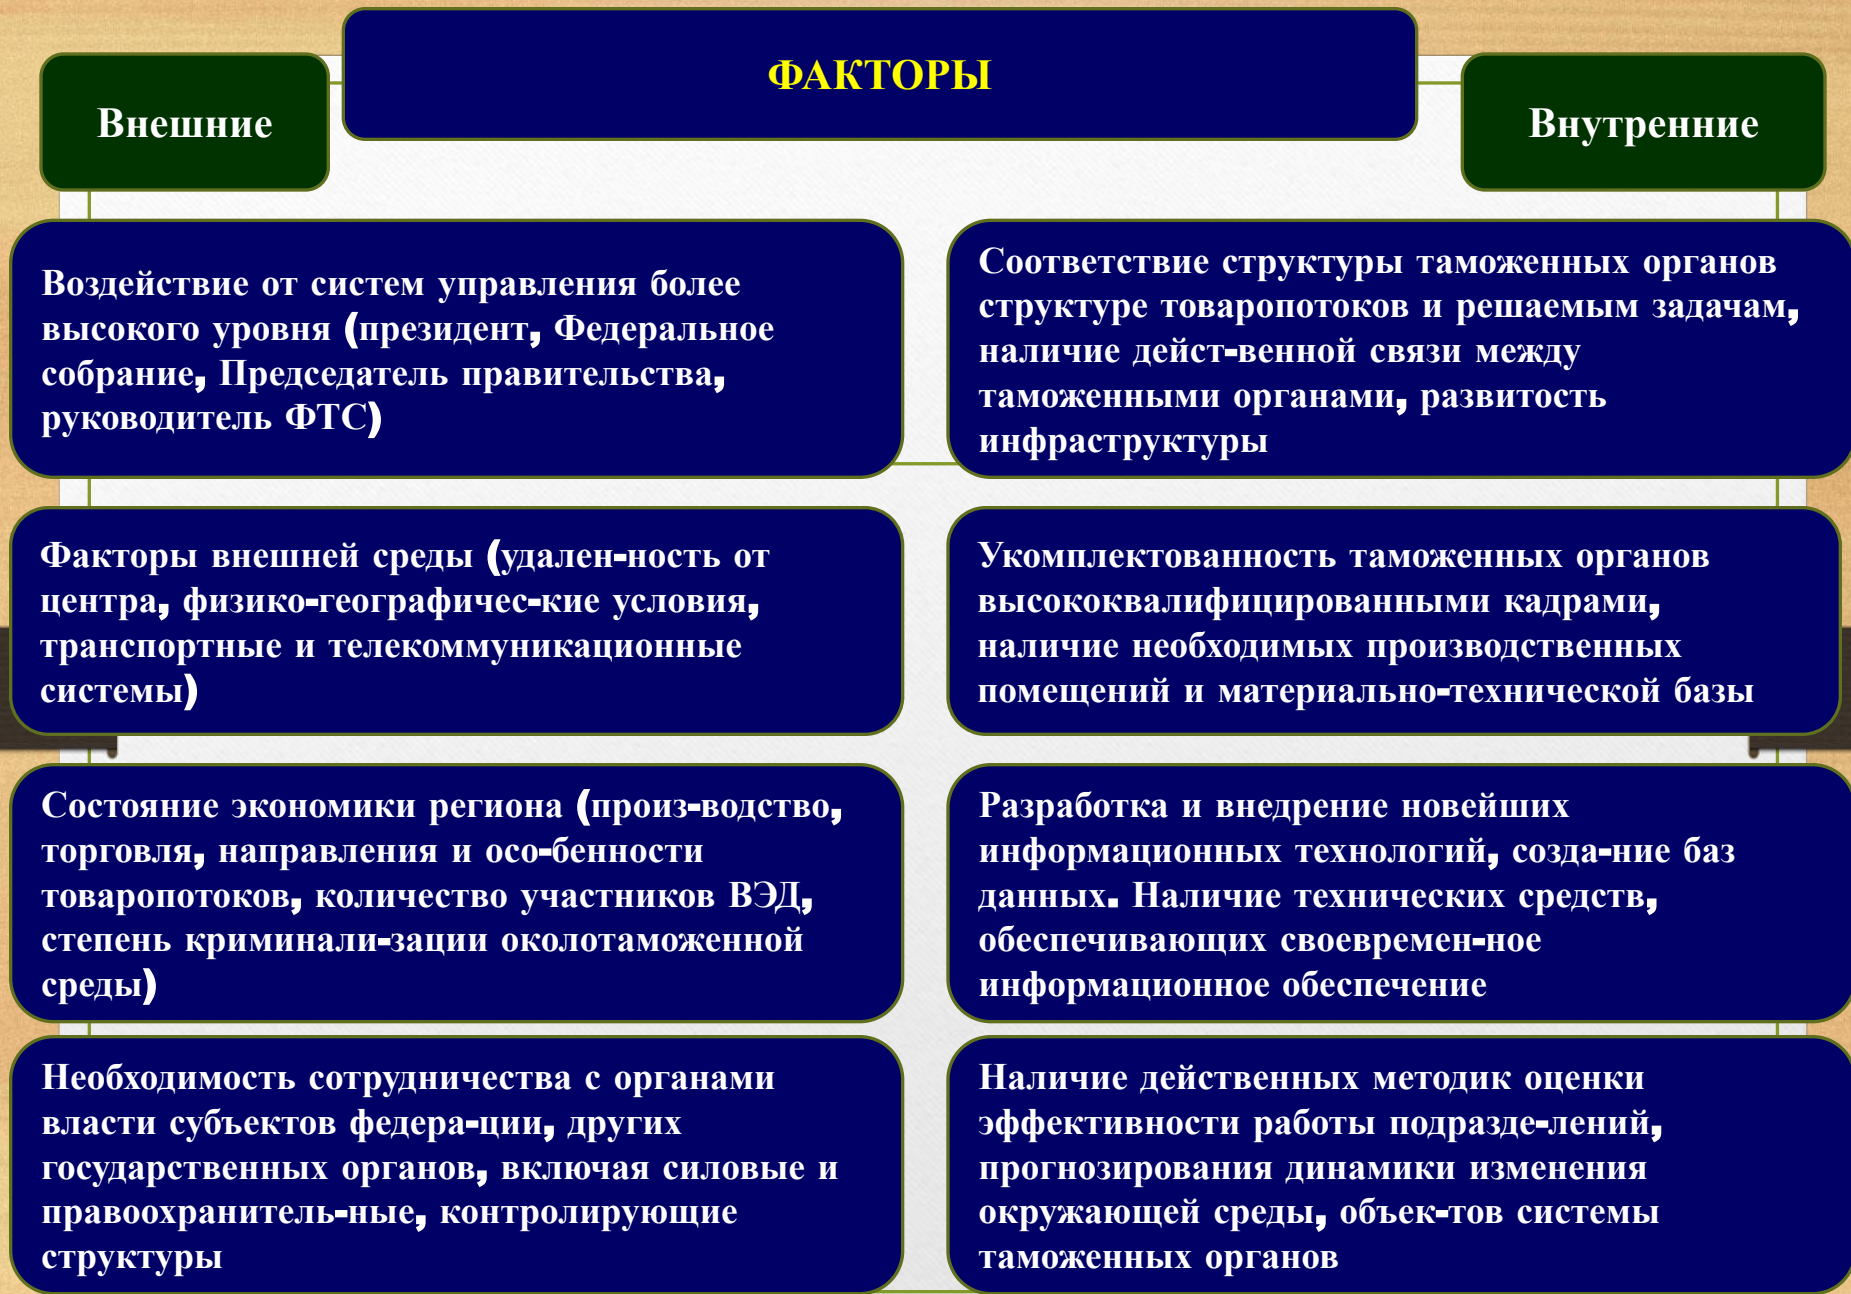 ФАКТОРЫ
Внешние
Внутренние
Воздействие от систем управления более
высокого уровня (президент, Федеральное
собрание, Председатель правительства,
руководитель ФТС)
Соответствие структуры таможенных органов
структуре товаропотоков и решаемым задачам,
наличие дейст-венной связи между
таможенными органами, развитость
инфраструктуры
Факторы внешней среды (удален-ность от
центра, физико-географичес-кие условия,
транспортные и телекоммуникационные
системы)
Укомплектованность таможенных органов
высококвалифицированными кадрами,
наличие необходимых производственных
помещений и материально-технической базы
Состояние экономики региона (произ-водство,
торговля, направления и осо-бенности
товаропотоков, количество участников ВЭД,
степень криминали-зации околотаможенной
среды)
Разработка и внедрение новейших
информационных технологий, созда-ние баз
данных. Наличие технических средств,
обеспечивающих своевремен-ное
информационное обеспечение
Необходимость сотрудничества с органами
власти субъектов федера-ции, других
государственных органов, включая силовые и
правоохранитель-ные, контролирующие
структуры
Наличие действенных методик оценки
эффективности работы подразде-лений,
прогнозирования динамики изменения
окружающей среды, объек-тов системы
таможенных органов